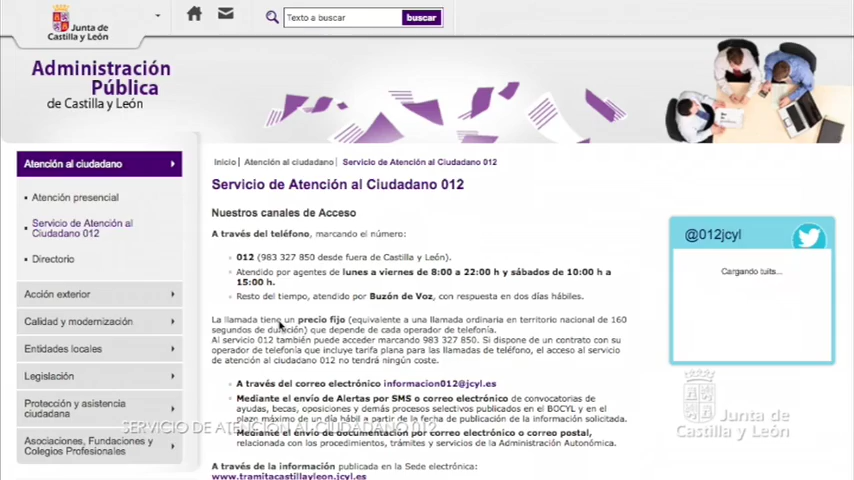 Junta de
Castilla y León
Texto a buscar
buscar
Administración
Pública
de Castilla y León
Atención al ciudadano
Atención presencial
Servicio de Atención al
Ciudadano 012
Directorio
Acción exterior
Calidad y modernización
Entidades locales
Legislación
Protección y asistencia
ciudadana
Asociaciones, Fundaciones y
Colegios Profesionales
Inicio | Atención al ciudadano | Servicio de Atención al Ciudadano 012
Servicio de Atención al Ciudadano 012
Nuestros canales de Acceso
A través del teléfono, marcando el número:
012 (983 327 850 desde fuera de Castilla y León).
Atendido por agentes de lunes a viernes de 8:00 a 22:00 h y sábados de 10:00 h a
15:00 h.
Resto del tiempo, atendido por Buzón de Voz, con respuesta en dos días hábiles.
La llamada tiene un precio fijo (equivalente a una llamada ordinaria en territorio nacional de 160
segundos de duración) que depende de cada operador de telefonía.
Al servicio 012 también puede acceder marcando 983 327 850. Si dispone de un contrato con su
operador de telefonía que incluye tarifa plana para las llamadas de teléfono, el acceso al servicio
de atención al ciudadano 012 no tendrá ningún coste.
A través del correo electrónico informacion012@jcyl.es
Mediante el envío de Alertas por SMS o correo electrónico de convocatorias de
ayudas, becas, oposiciones y demás procesos selectivos publicados en el BOCYL y en el
plazo máximo de un día hábil a partir de la fecha de publicación de la información solicitada.
Mediante el envío de documentación por correo electrónico o correo postal,
relacionada con los procedimientos, trámites y servicios de la Administración Autonómica.
A través de la información publicada en la Sede electrónica:
www.tramitacastillayleon.jcyl.es
@012jcyl
Cargando tuits...
SERVICIO DE ATENCIÓN AL CIUDADANO 012
Junta de
Castilla y León